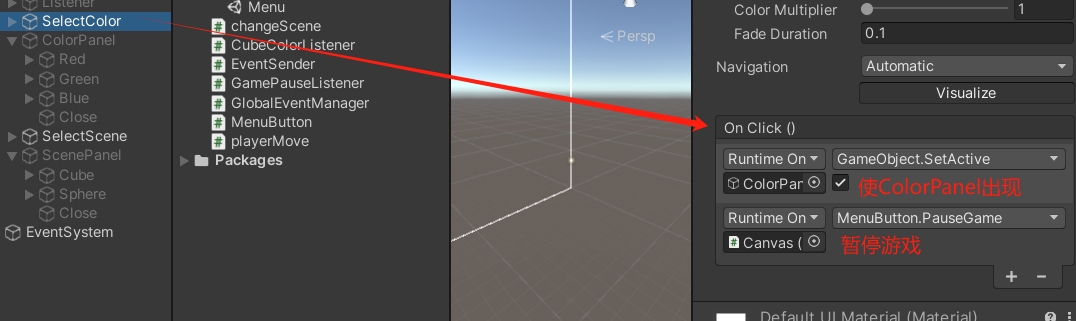 Listener
SelectColor
ColorPanel
Red
Green
Blue
Close
SelectScene
ScenePanel
Cube
Sphere
Close
EventSystem
Menu
changeScene
CubeColorListener
EventSender
GamePauseListener
GlobalEventManager
MenuButton
playerMove
Packages
Persp
Color Multiplier 1
Fade Duration 0.1
Navigation Automatic
Visualize
On Click ()
Runtime On GameObject.SetActive
ColorPar 使ColorPanel出现
Runtime On MenuButton.PauseGame
Canvas ( 暂停游戏
Default UI Material (Material)